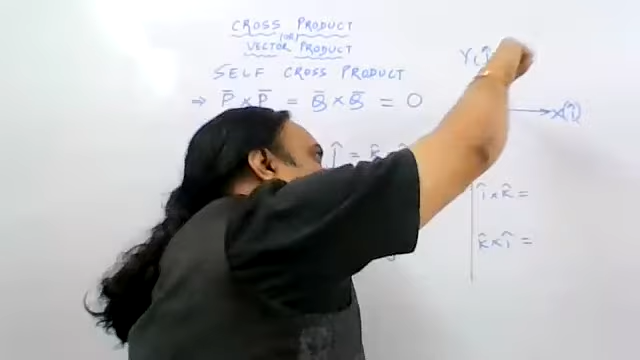 CROSS PRODUCT
(OR)
VECTOR PRODUCT
SELF CROSS PRODUCT
⇒ P̄ × P̄ = Q̄ × Q̄ = 0
Y(ĵ
X(î)
ĵ = k̂
î × k̂ =
k̂ × î =